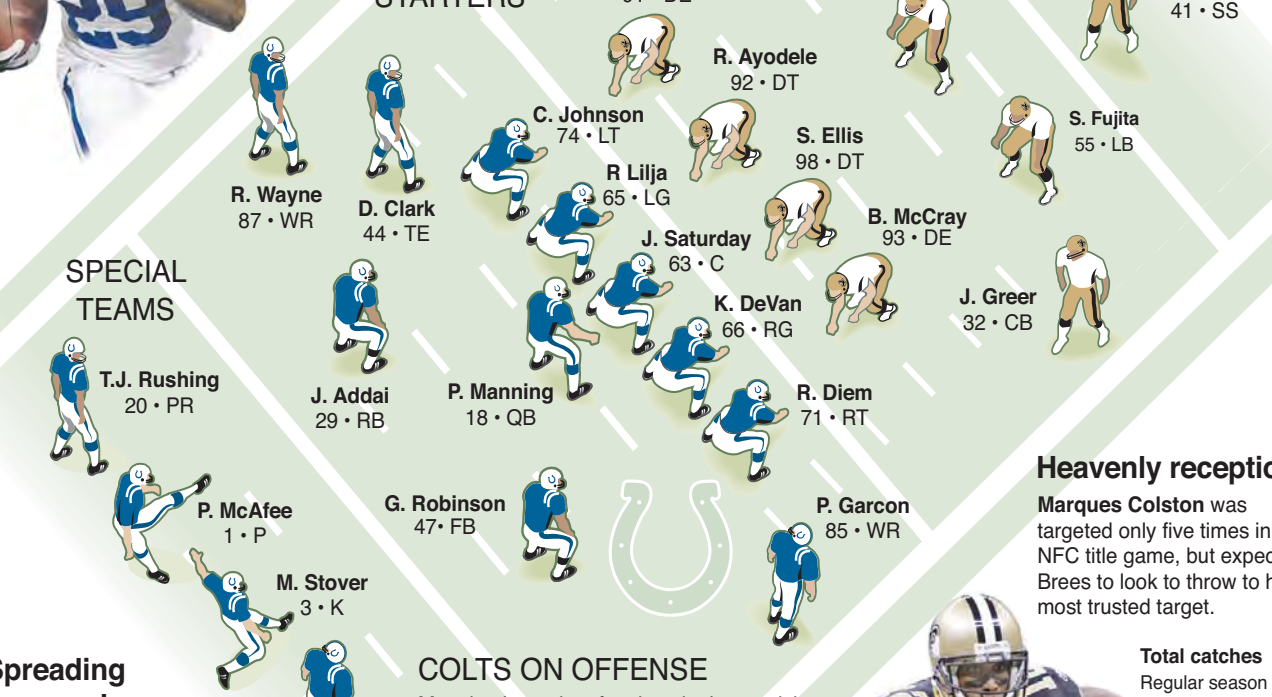 STARTERS
41 • SS
R. Ayodele
92 • DT
C. Johnson
74 • LT
S. Ellis
98 • DT
S. Fujita
55 • LB
R. Wayne
87 • WR
D. Clark
44 • TE
R Lilja
65 • LG
B. McCray
93 • DE
J. Saturday
63 • C
SPECIAL
TEAMS
K. DeVan
66 • RG
J. Greer
32 • CB
T.J. Rushing
20 • PR
J. Addai
29 • RB
P. Manning
18 • QB
R. Diem
71 • RT
P. McAfee
1 • P
G. Robinson
47• FB
P. Garcon
85 • WR
M. Stover
3 • K
Heavenly receptio
Marques Colston was
targeted only five times in
NFC title game, but expec
Brees to look to throw to h
most trusted target.
Total catches
Regular season
Spreading
COLTS ON OFFENSE